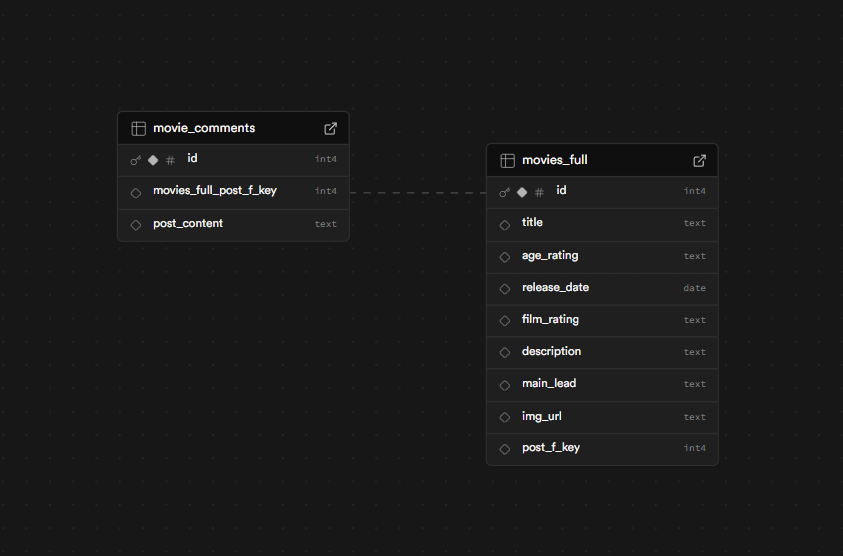 movie_comments
id int4
movies_full_post_f_key int4
post_content text
movies_full
id int4
title text
age_rating text
release_date date
film_rating text
description text
main_lead text
img_url text
post_f_key int4